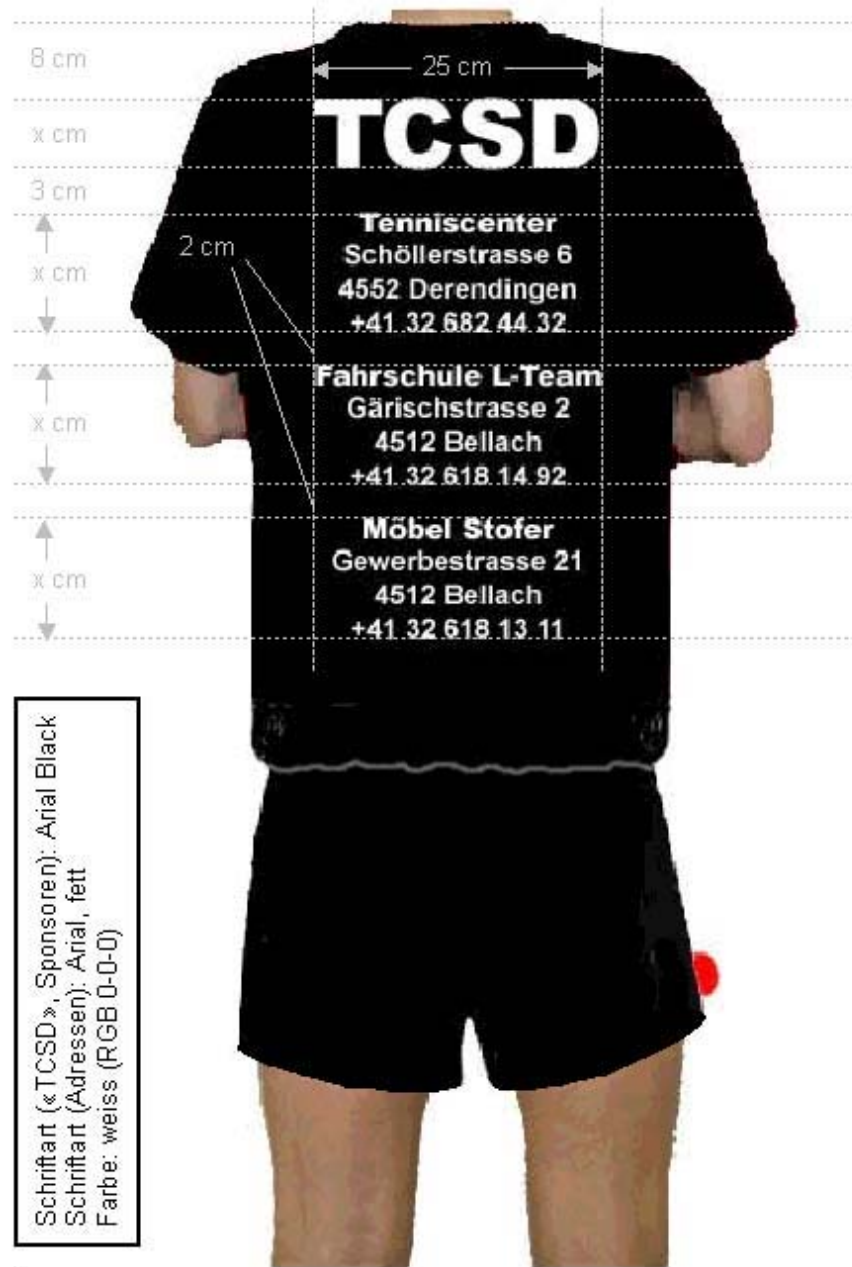 8 cm
25 cm
x cm
TCSD
3 cm
2 cm
x cm
Tenniscenter
Schöllerstrasse 6
4552 Derendingen
+41 32 682 44 32
x cm
Fahrschule L-Team
Gärischstrasse 2
4512 Bellach
+41 32 618 14 92
x cm
Möbel Stofer
Gewerbestrasse 21
4512 Bellach
+41 32 618 13 11
Schriftart («TCSD», Sponsoren): Arial Black
Schriftart (Adressen): Arial, fett
Farbe: weiss (RGB 0-0-0)